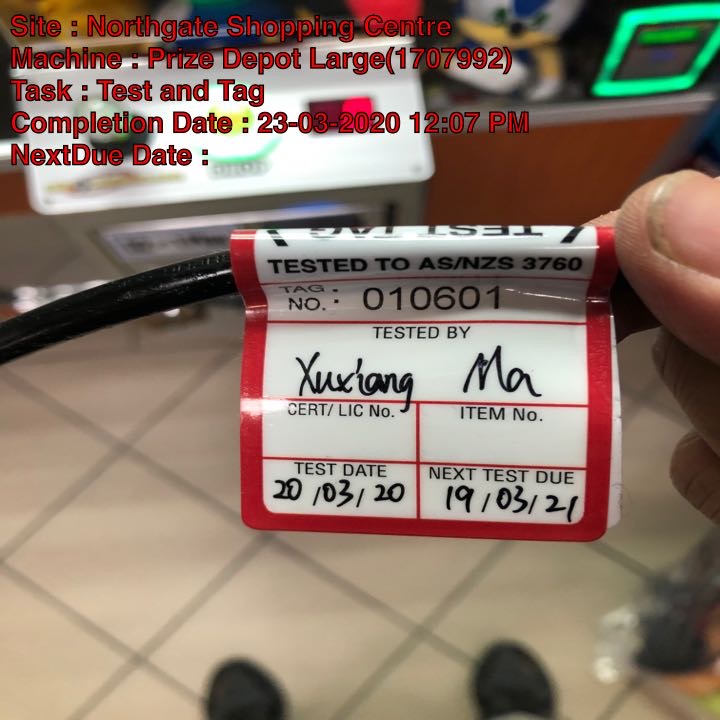 Site : Northgate Shopping Centre
Machine : Prize Depot Large(1707992)
Task : Test and Tag
Completion Date : 23-03-2020 12:07 PM
NextDue Date :
TEST TAG
TESTED TO AS/NZS 3760
TAG NO. : 010601
TESTED BY
Xuxiang Ma
CERT/ LIC No. ITEM No.
TEST DATE NEXT TEST DUE
20 /03/ 20 19/03/21